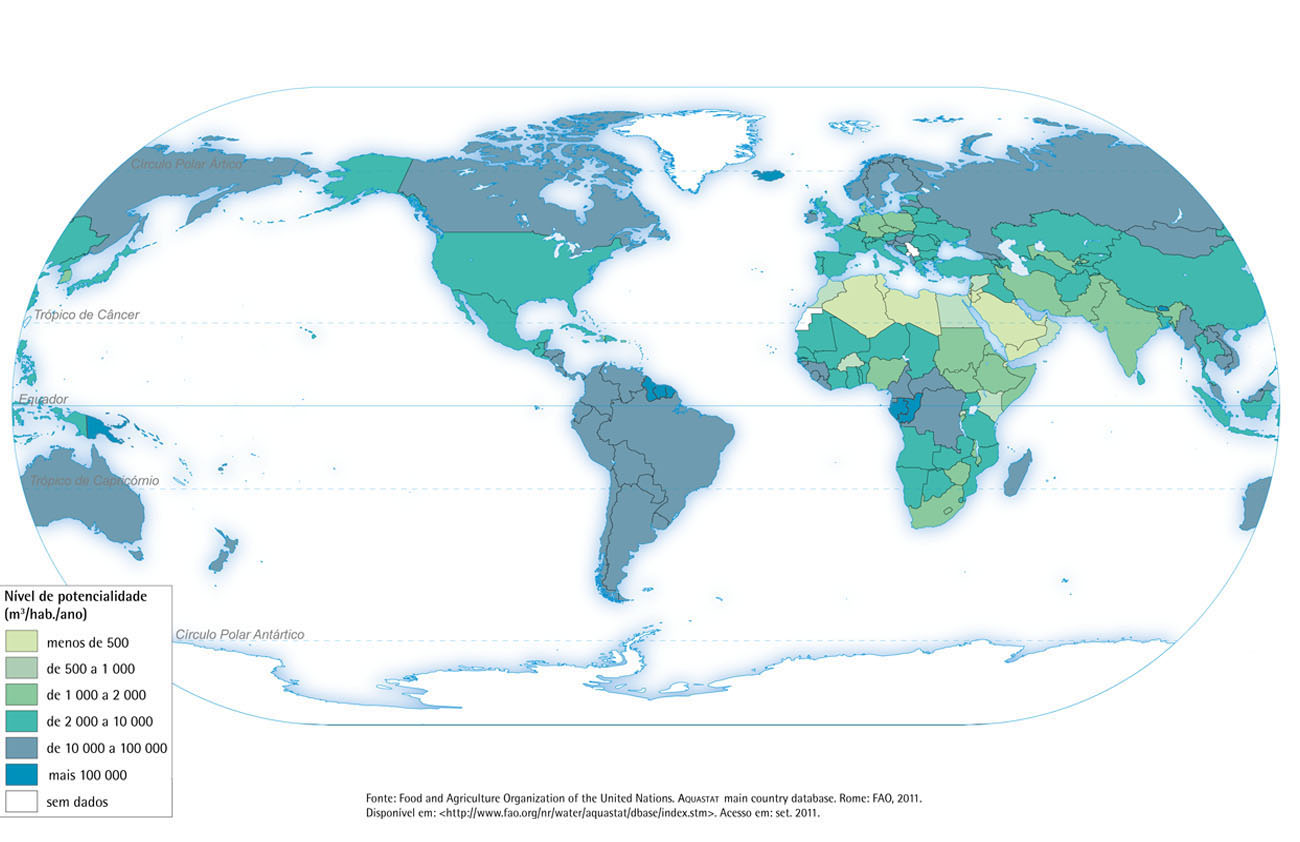 Círculo Polar Ártico
Trópico de Câncer
Equador
Trópico de Capricórnio
Círculo Polar Antártico
Nível de potencialidade
(m³/hab./ano)
menos de 500
de 500 a 1 000
de 1 000 a 2 000
de 2 000 a 10 000
de 10 000 a 100 000
mais 100 000
sem dados
Fonte: Food and Agriculture Organization of the United Nations. AQUASTAT main country database. Rome: FAO, 2011.
Disponível em: <http://www.fao.org/nr/water/aquastat/dbase/index.stm>. Acesso em: set. 2011.